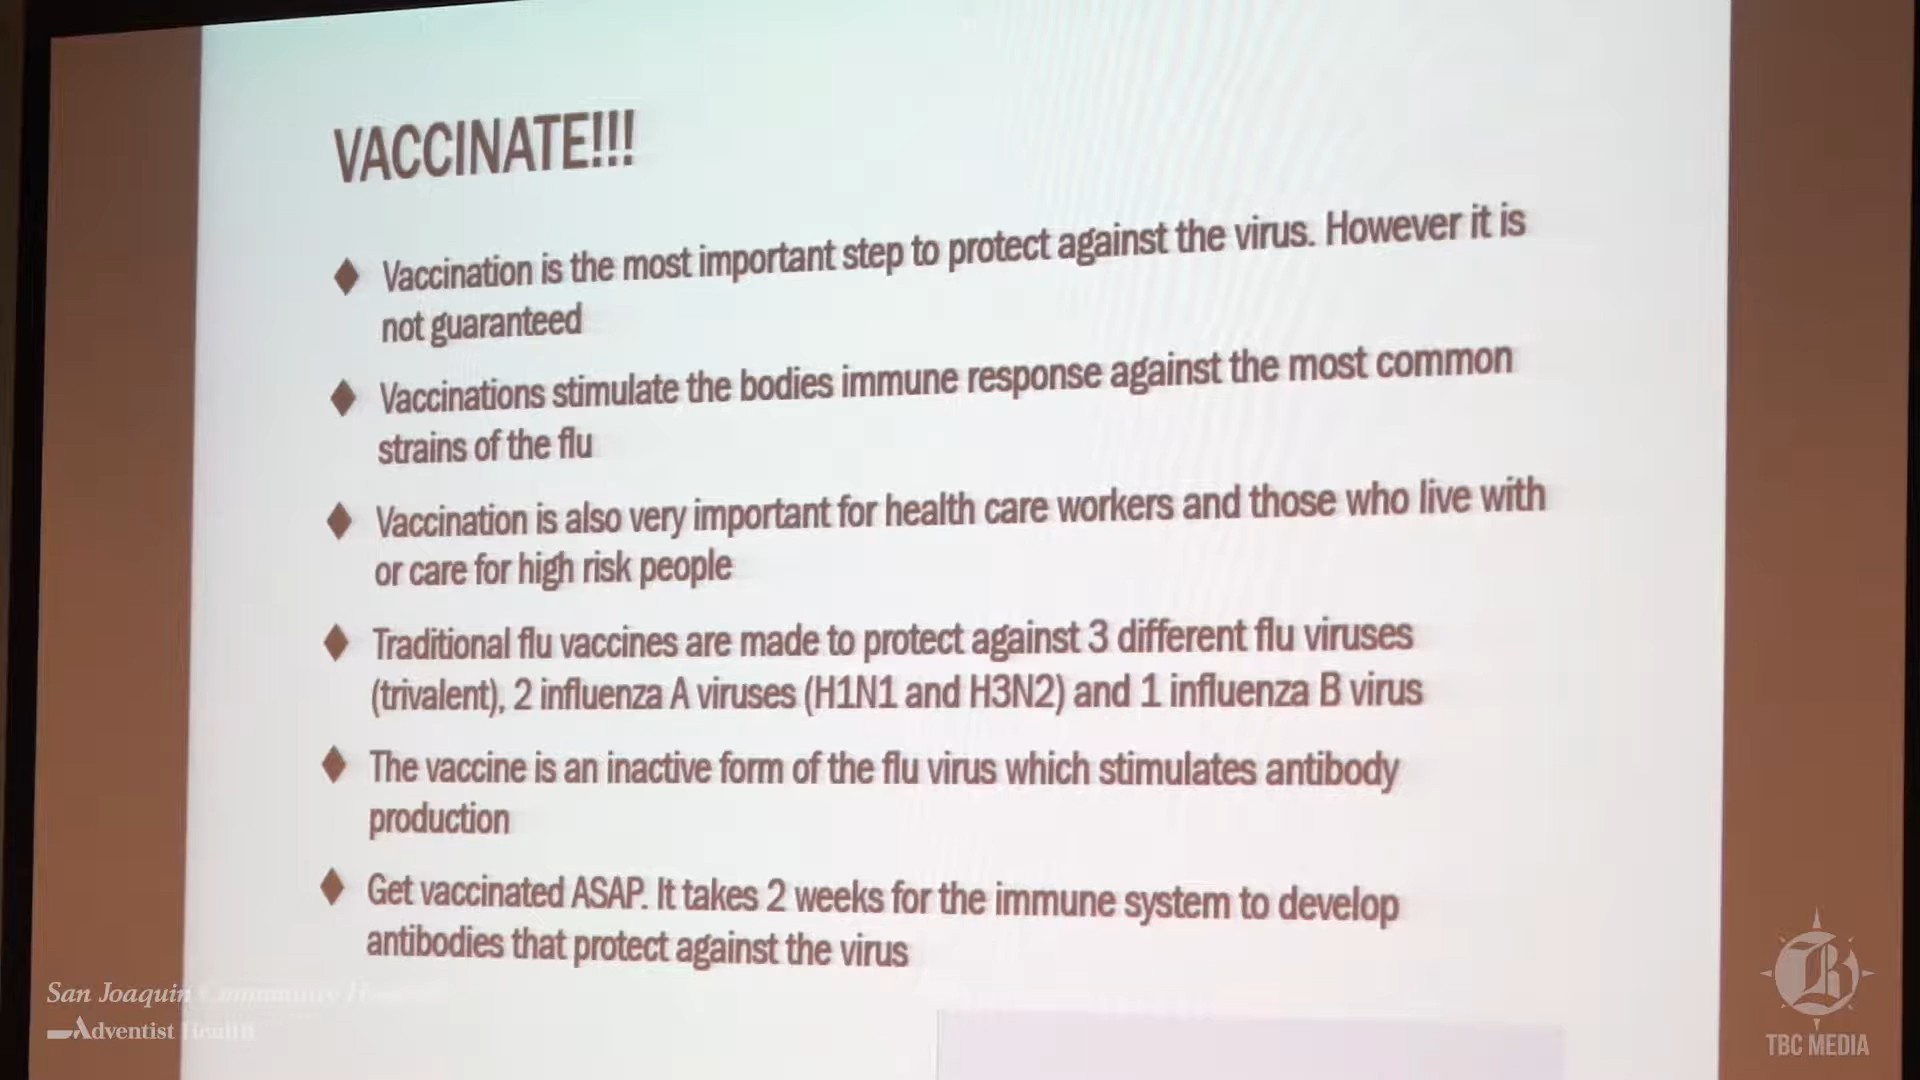 VACCINATE!!!
Vaccination is the most important step to protect against the virus. However it is
not guaranteed
Vaccinations stimulate the bodies immune response against the most common
strains of the flu
Vaccination is also very important for health care workers and those who live with
or care for high risk people
Traditional flu vaccines are made to protect against 3 different flu viruses
(trivalent), 2 influenza A viruses (H1N1 and H3N2) and 1 influenza B virus
The vaccine is an inactive form of the flu virus which stimulates antibody
production
Get vaccinated ASAP. It takes 2 weeks for the immune system to develop
antibodies that protect against the virus
San Joaquin Community
Adventist Health
TBC MEDIA